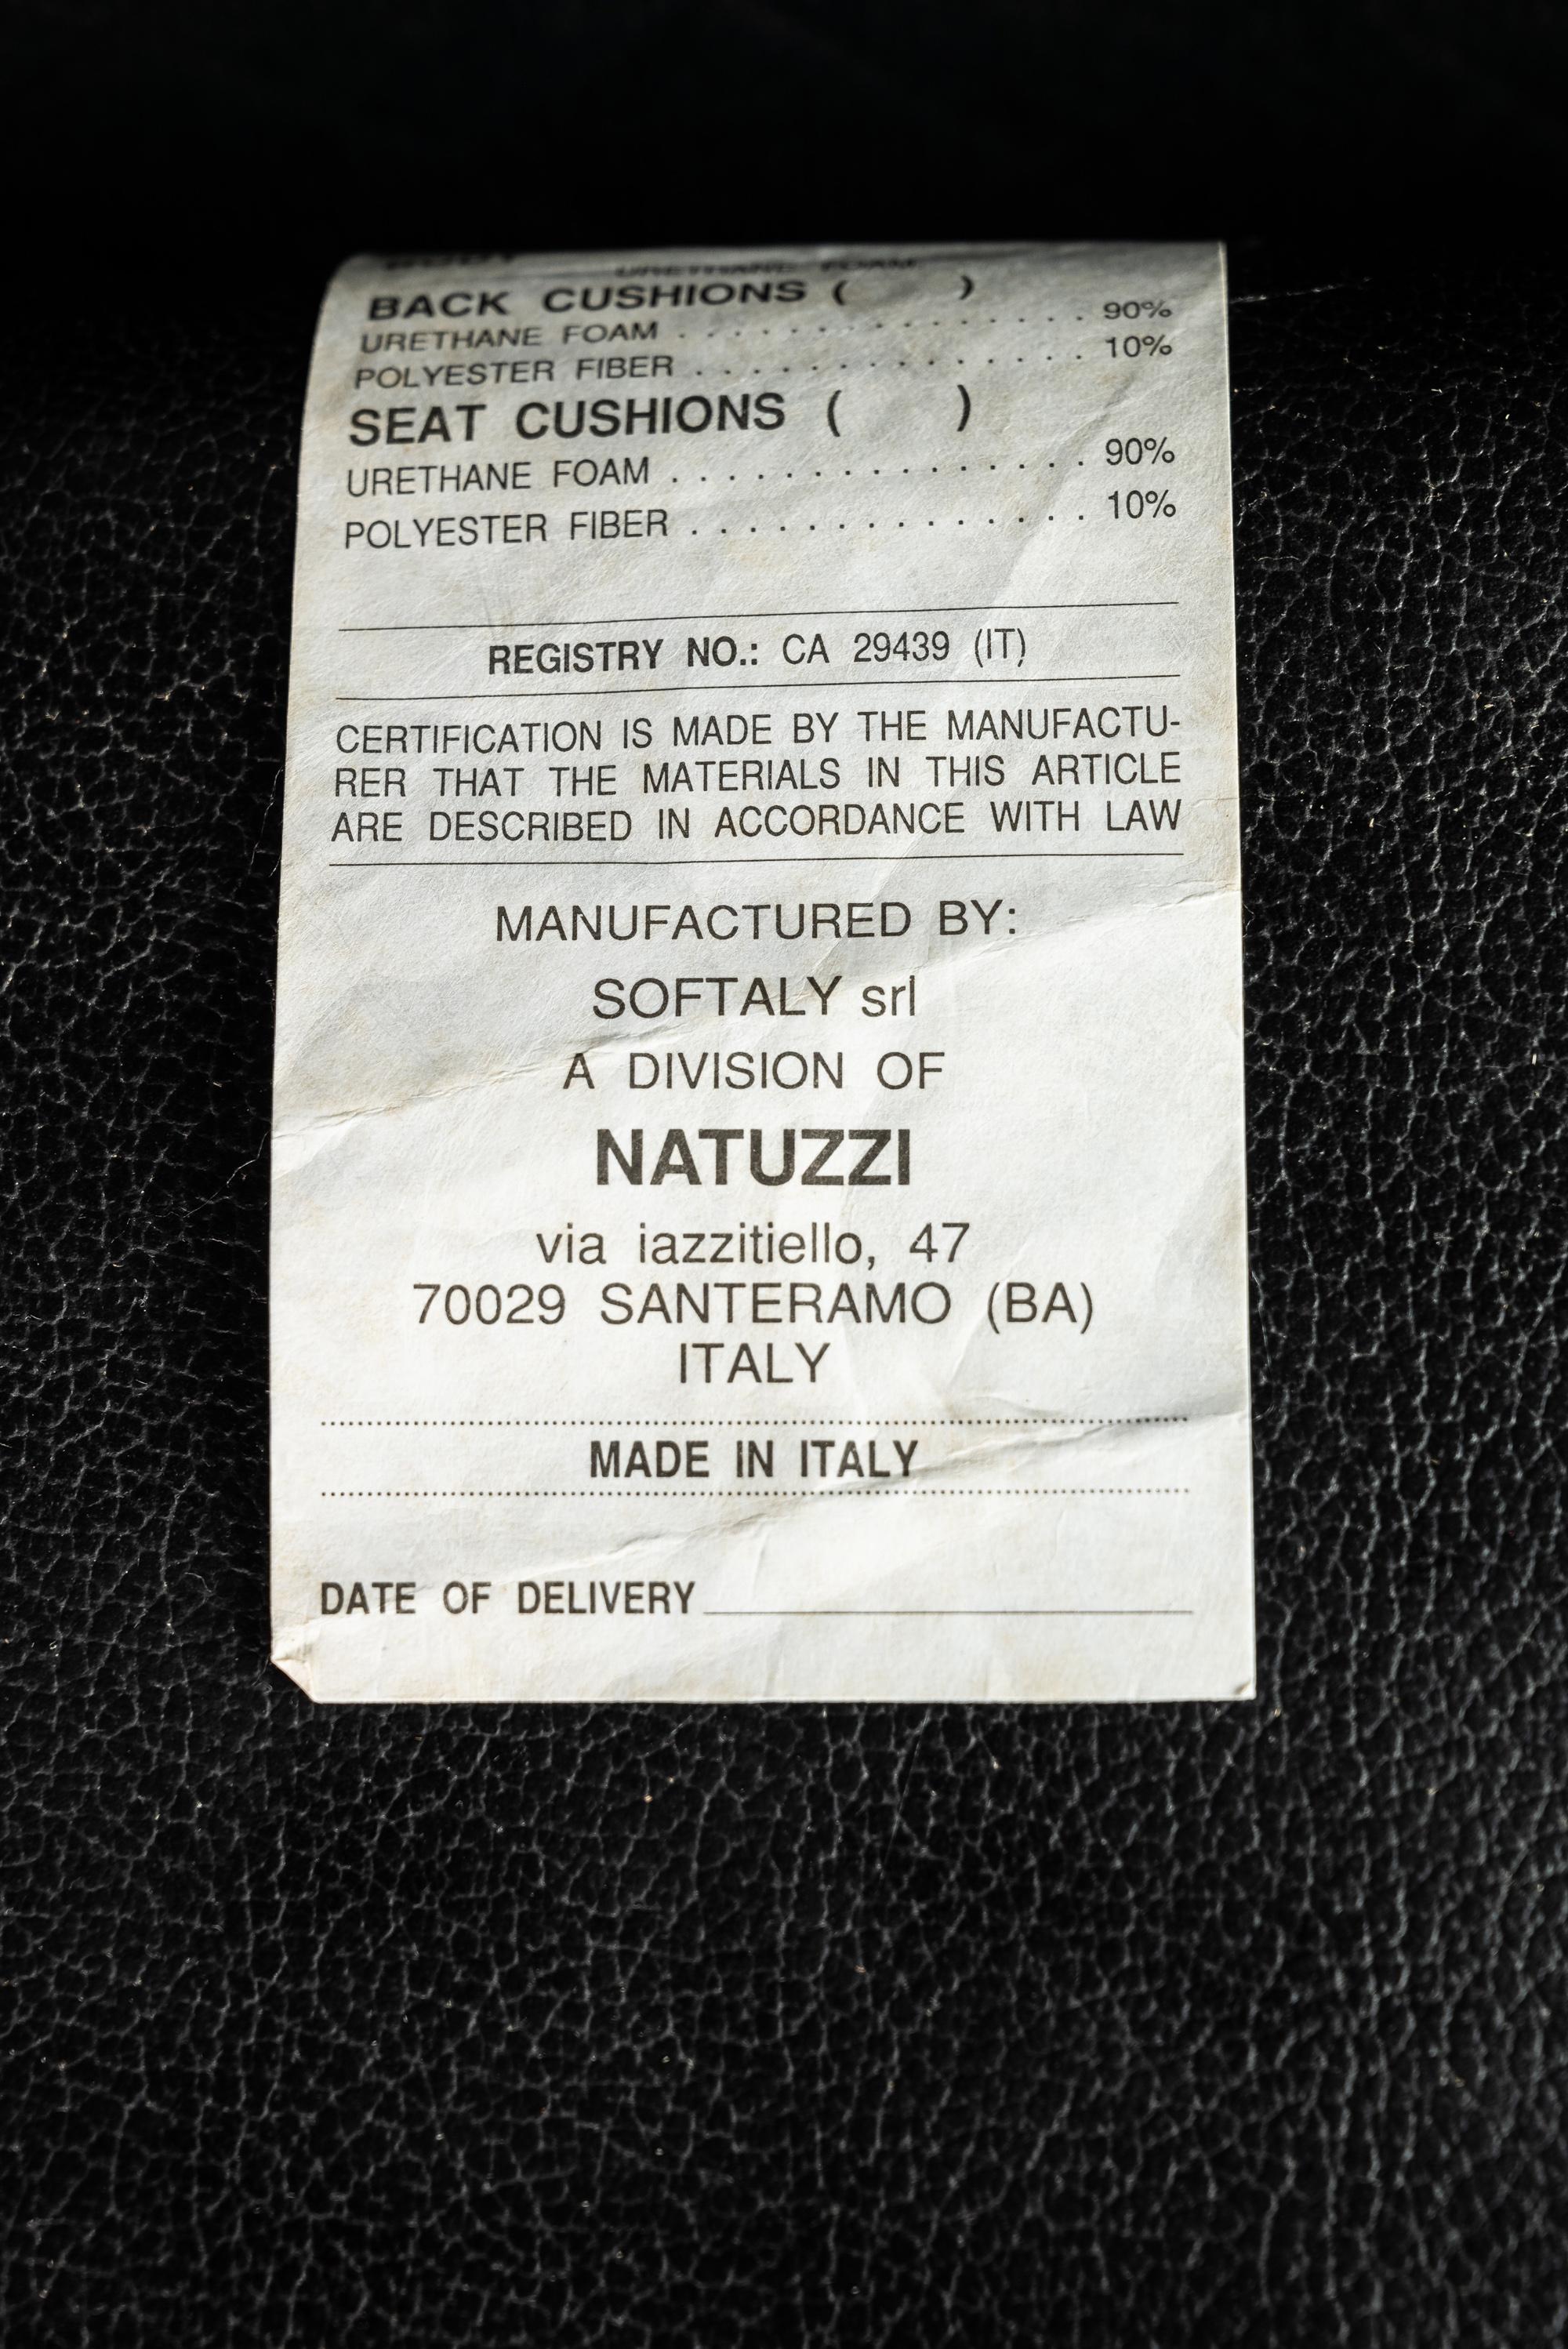 URETHANE FOAM
BACK CUSHIONS ( )
URETHANE FOAM . . . . . . . . . . . . . . . 90%
POLYESTER FIBER . . . . . . . . . . . . . . 10%
SEAT CUSHIONS ( )
URETHANE FOAM . . . . . . . . . . . . . . . 90%
POLYESTER FIBER . . . . . . . . . . . . . . 10%
REGISTRY NO.: CA 29439 (IT)
CERTIFICATION IS MADE BY THE MANUFACTU-
RER THAT THE MATERIALS IN THIS ARTICLE
ARE DESCRIBED IN ACCORDANCE WITH LAW
MANUFACTURED BY:
SOFTALY srl
A DIVISION OF
NATUZZI
via iazzitiello, 47
70029 SANTERAMO (BA)
ITALY
MADE IN ITALY
DATE OF DELIVERY